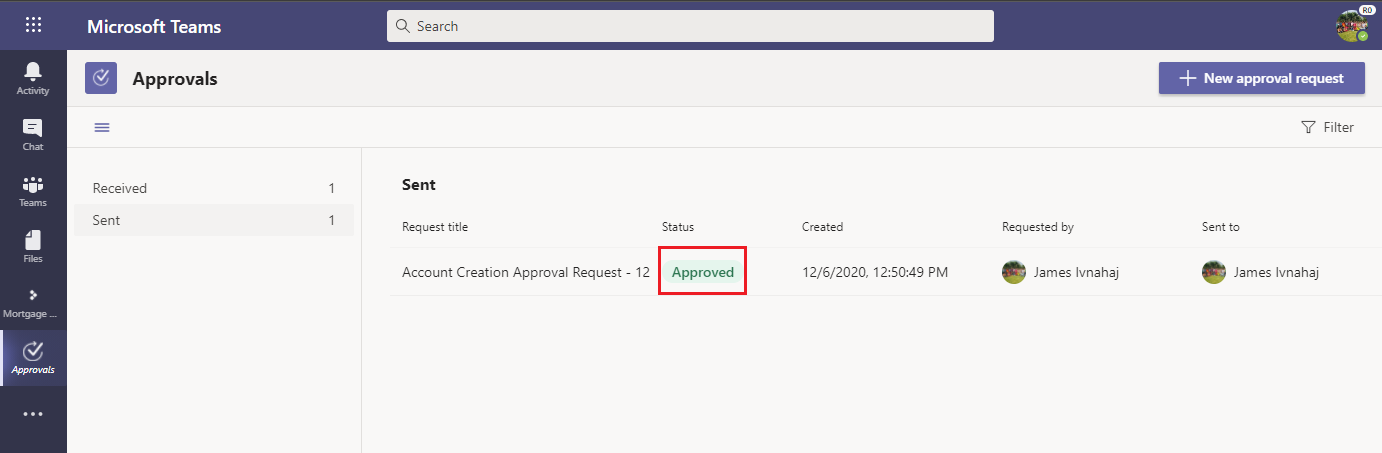 Microsoft Teams
Search
R0
Activity
Chat
Teams
Files
Mortgage ...
Approvals
Approvals
New approval request
Filter
Received 1
Sent 1
Sent
Request title Status Created Requested by Sent to
Account Creation Approval Request - 12 Approved 12/6/2020, 12:50:49 PM James Ivnahaj James Ivnahaj